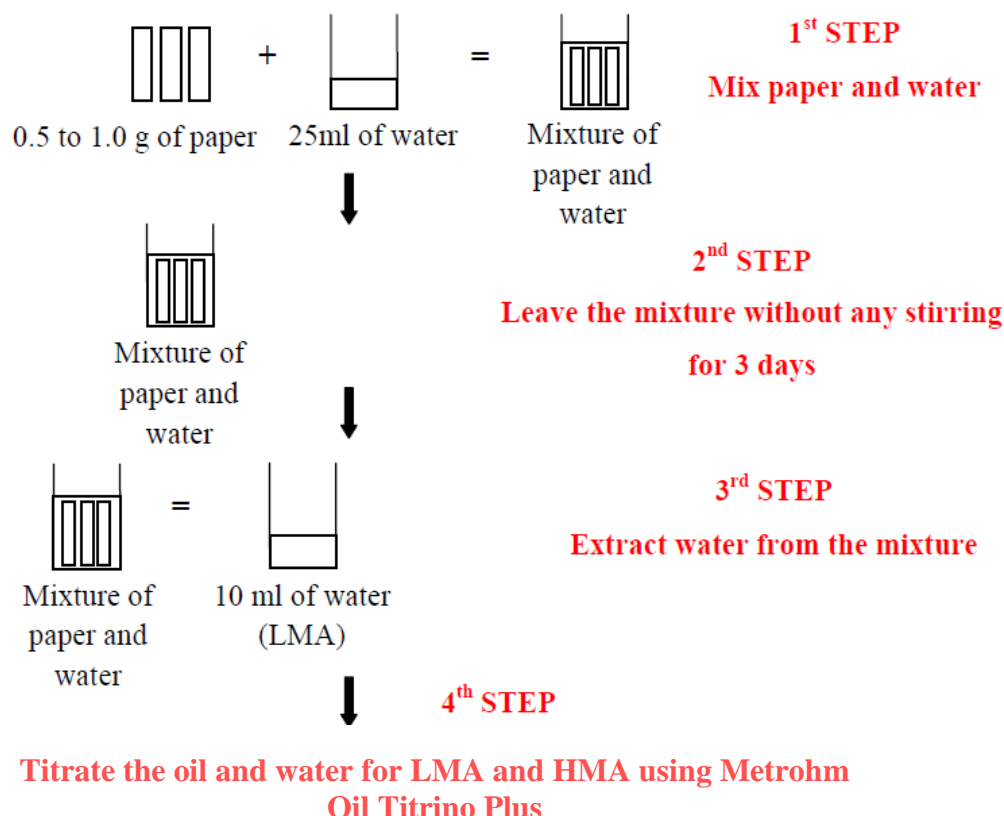 +
=
1st STEP
Mix paper and water
0.5 to 1.0 g of paper
25ml of water
Mixture of
paper and
water
2nd STEP
Leave the mixture without any stirring
for 3 days
Mixture of
paper and
water
=
3rd STEP
Extract water from the mixture
Mixture of
paper and
water
10 ml of water
(LMA)
4th STEP
Titrate the oil and water for LMA and HMA using Metrohm
Oil Titrino Plus